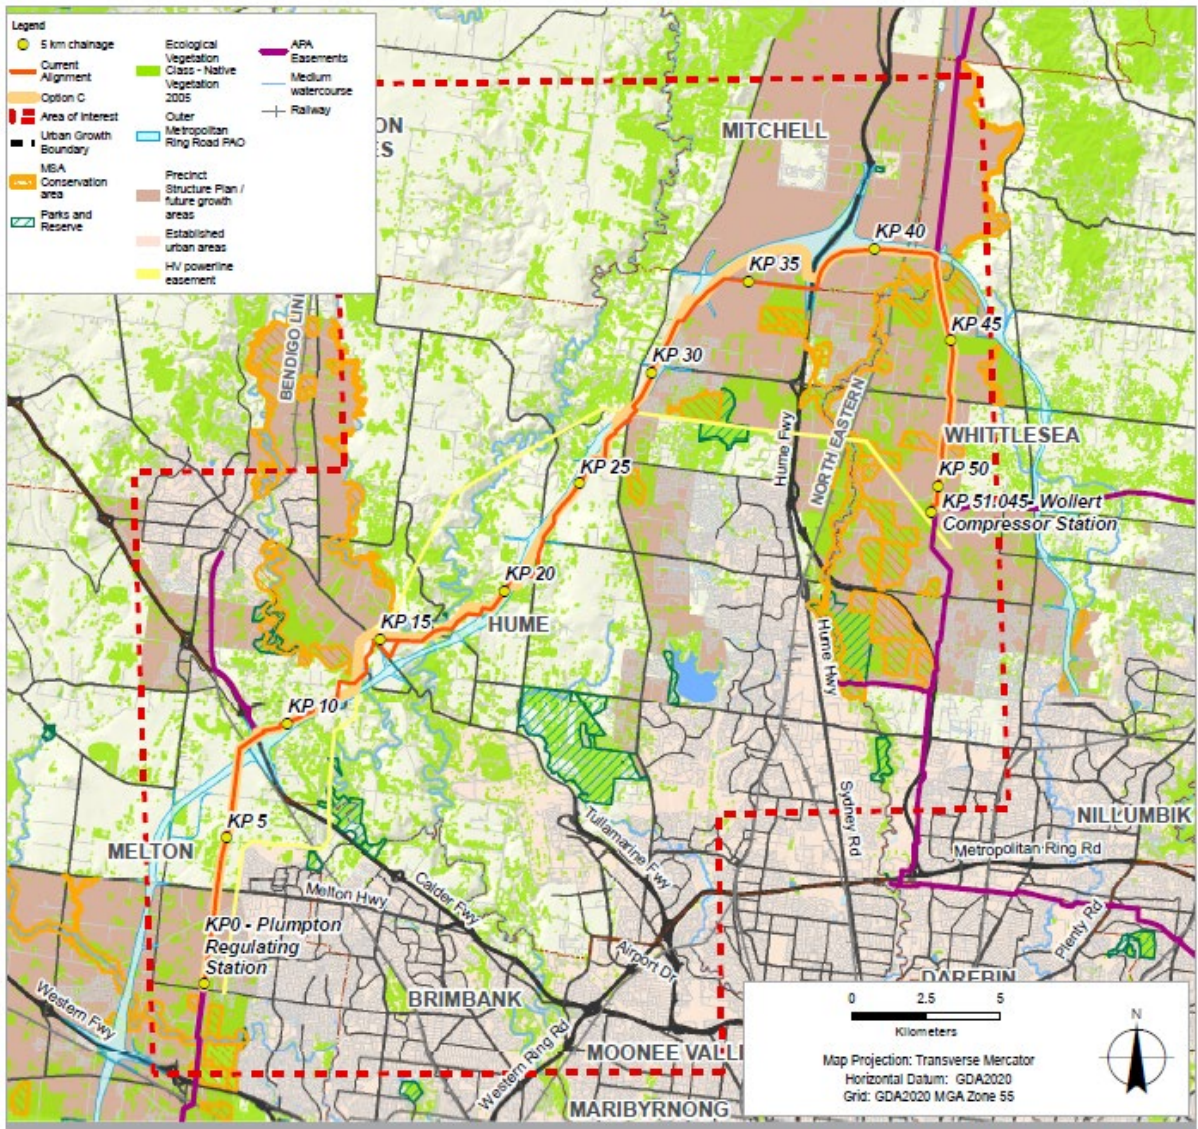 Legend
5 km chainage
Current
Alignment
Option C
Area of Interest
Urban Growth
Boundary
MSA
Conservation
area
Parks and
Reserve
Ecological
Vegetation
Class - Native
Vegetation
2005
Outer
Metropolitan
Ring Road PAO
Precinct
Structure Plan /
future growth
areas
Established
urban areas
HV powerline
easement
APA
Easements
Medium
watercourse
Railway
ON
ES
MITCHELL
KP 40
KP 35
KP 45
KP 30
BENDIGO LINE
NORTH EASTERN
Hume Fwy
WHITTLESEA
KP 25
KP 50
KP 51.045- Wollert
Compressor Station
KP 20
HUME
KP 15
Hume Hwy
KP 10
Sydney Rd
KP 5
MELTON
Tullamarine Fwy
NILLUMBIK
Metropolitan Ring Rd
Melton Hwy
Calder Fwy
KP0 - Plumpton
Regulating
Station
Plenty Rd
Airport Dr
DAREBIN
BRIMBANK
Western Fwy
Western Ring Rd
MOONEE VALL
MARIBYRNONG
0 2.5 5
Kilometers
Map Projection: Transverse Mercator
Horizontal Datum: GDA2020
Grid: GDA2020 MGA Zone 55
N